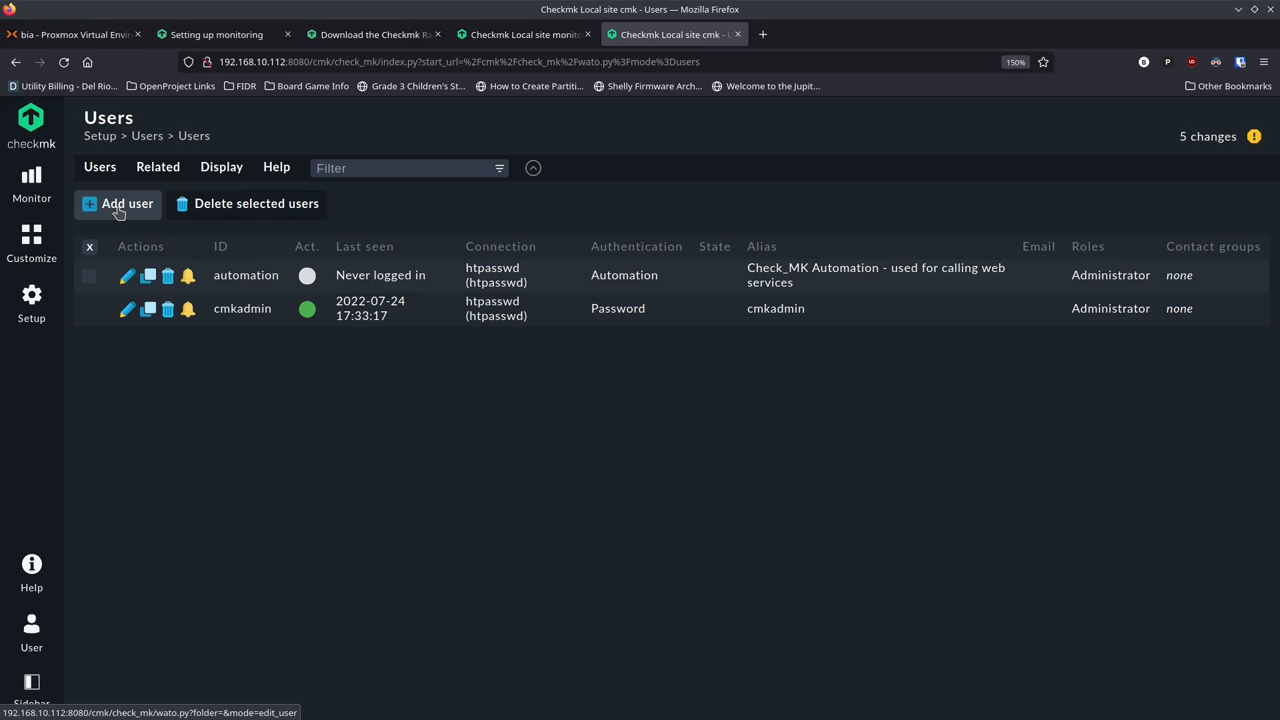 Checkmk Local site cmk - Users — Mozilla Firefox
bia - Proxmox Virtual Envir
Setting up monitoring
Download the Checkmk Ra
Checkmk Local site monito
Checkmk Local site cmk - U
192.168.10.112:8080/cmk/check_mk/index.py?start_url=%2Fcmk%2Fcheck_mk%2Fwato.py%3Fmode%3Dusers
150%
Utility Billing - Del Rio...
OpenProject Links
FIDR
Board Game Info
Grade 3 Children's St...
How to Create Partiti...
Shelly Firmware Arch...
Welcome to the Jupit...
Other Bookmarks
checkmk
Monitor
Customize
Setup
Help
User
Sidebar
Users
Setup > Users > Users
5 changes
Users Related Display Help Filter
Add user
Delete selected users
X Actions ID Act. Last seen Connection Authentication State Alias Email Roles Contact groups
automation Never logged in htpasswd (htpasswd) Automation Check_MK Automation - used for calling web services Administrator none
cmkadmin 2022-07-24 17:33:17 htpasswd (htpasswd) Password cmkadmin Administrator none
192.168.10.112:8080/cmk/check_mk/wato.py?folder=&mode=edit_user